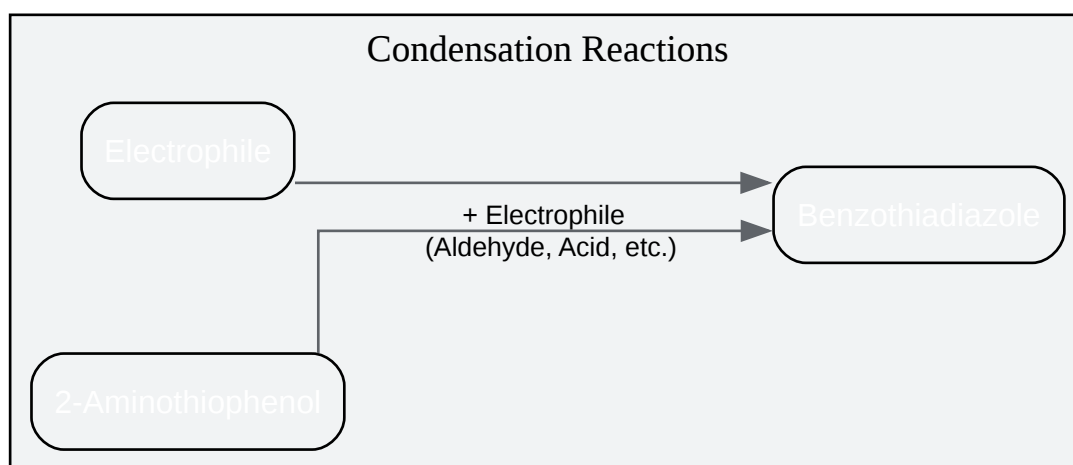 Condensation Reactions
Electrophile
Benzothiadiazole
+ Electrophile
(Aldehyde, Acid, etc.)
2-Aminothiophenol